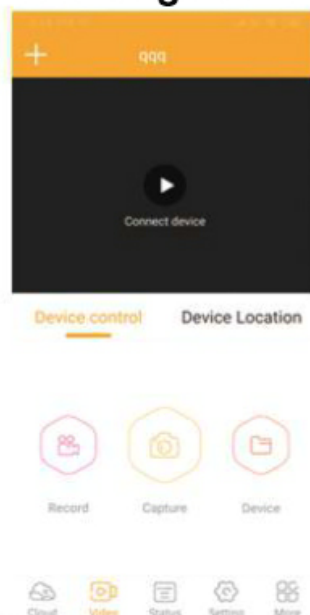 qqq
Connect device
Device control
Device Location
Record
Capture
Device
Cloud
Video
Status
Setting
More